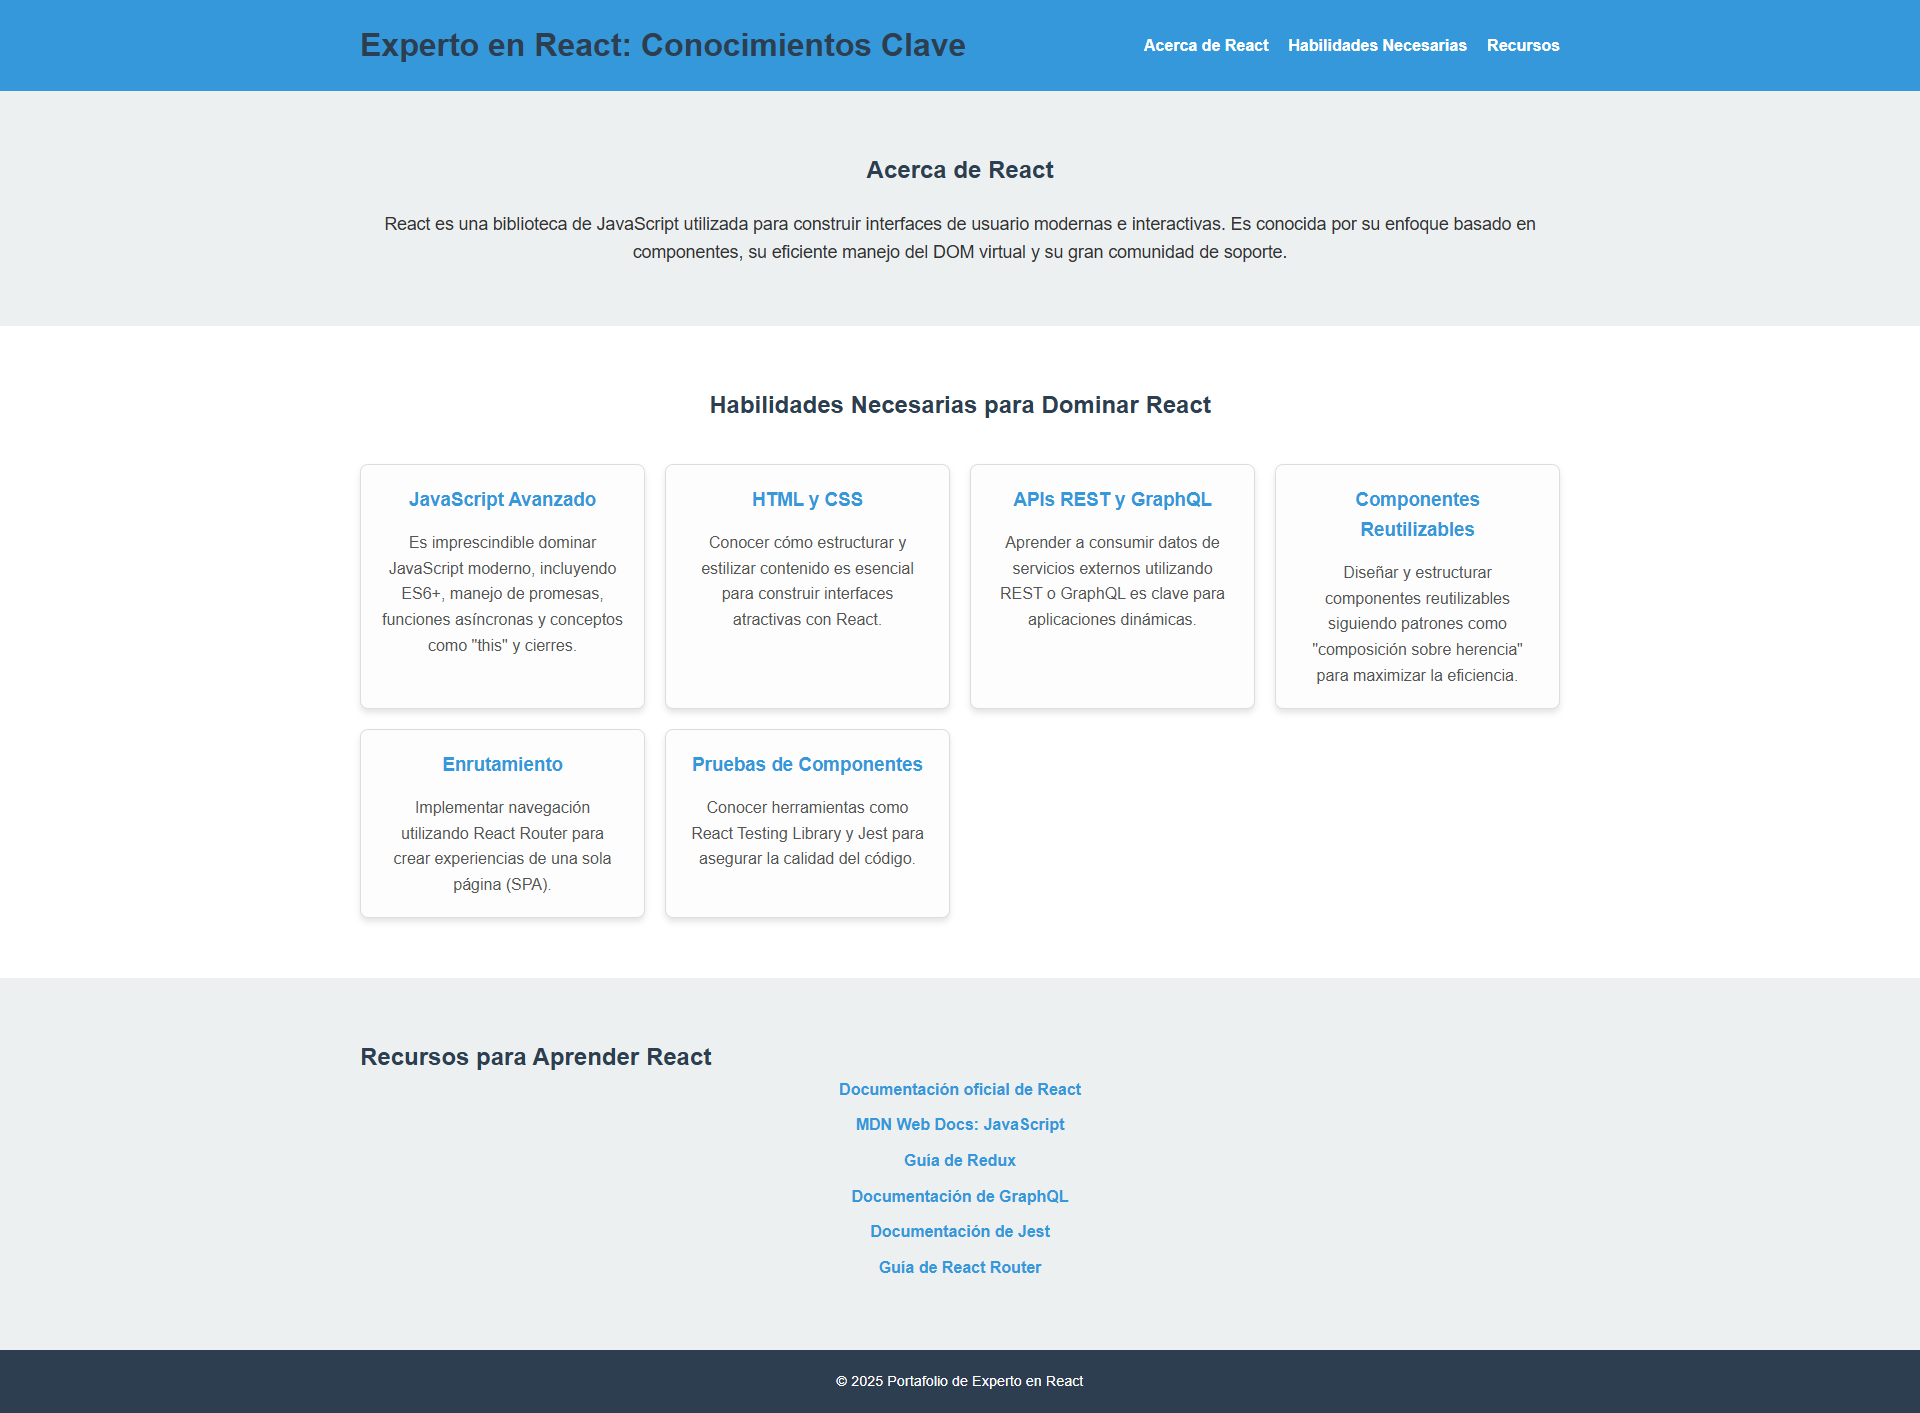 Experto en React: Conocimientos Clave
Acerca de React
Habilidades Necesarias
Recursos
Acerca de React
React es una biblioteca de JavaScript utilizada para construir interfaces de usuario modernas e interactivas. Es conocida por su enfoque basado en
componentes, su eficiente manejo del DOM virtual y su gran comunidad de soporte.
Habilidades Necesarias para Dominar React
JavaScript Avanzado
Es imprescindible dominar
JavaScript moderno, incluyendo
ES6+, manejo de promesas,
funciones asíncronas y conceptos
como "this" y cierres.
HTML y CSS
Conocer cómo estructurar y
estilizar contenido es esencial
para construir interfaces
atractivas con React.
APIs REST y GraphQL
Aprender a consumir datos de
servicios externos utilizando
REST o GraphQL es clave para
aplicaciones dinámicas.
Componentes
Reutilizables
Diseñar y estructurar
componentes reutilizables
siguiendo patrones como
"composición sobre herencia"
para maximizar la eficiencia.
Enrutamiento
Implementar navegación
utilizando React Router para
crear experiencias de una sola
página (SPA).
Pruebas de Componentes
Conocer herramientas como
React Testing Library y Jest para
asegurar la calidad del código.
Recursos para Aprender React
Documentación oficial de React
MDN Web Docs: JavaScript
Guía de Redux
Documentación de GraphQL
Documentación de Jest
Guía de React Router
© 2025 Portafolio de Experto en React